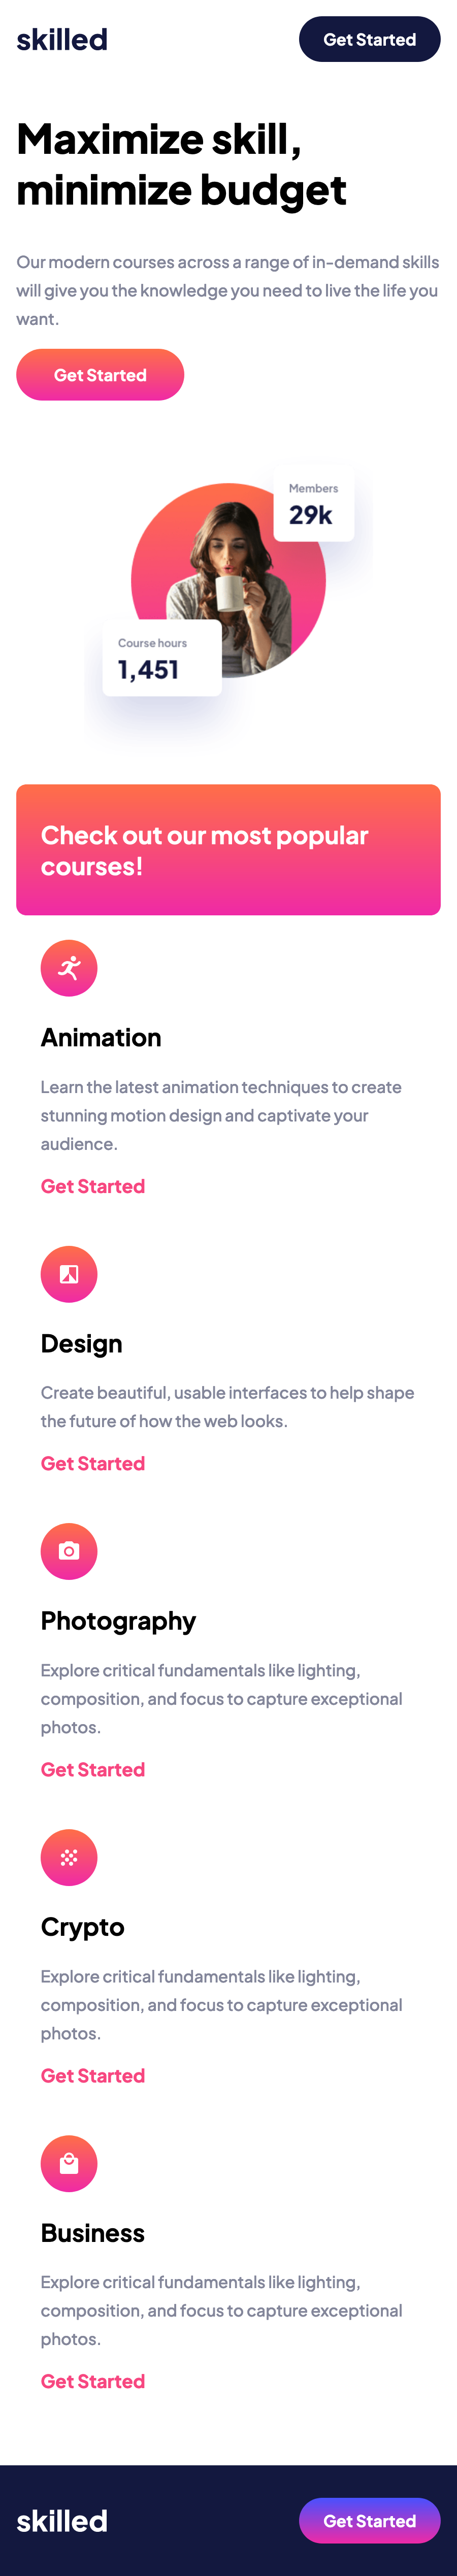 skilled
Get Started
Maximize skill,
minimize budget
Our modern courses across a range of in-demand skills
will give you the knowledge you need to live the life you
want.
Get Started
Members
29k
Course hours
1,451
Check out our most popular
courses!
Animation
Learn the latest animation techniques to create
stunning motion design and captivate your
audience.
Get Started
Design
Create beautiful, usable interfaces to help shape
the future of how the web looks.
Get Started
Photography
Explore critical fundamentals like lighting,
composition, and focus to capture exceptional
photos.
Get Started
Crypto
Explore critical fundamentals like lighting,
composition, and focus to capture exceptional
photos.
Get Started
Business
Explore critical fundamentals like lighting,
composition, and focus to capture exceptional
photos.
Get Started
skilled
Get Started